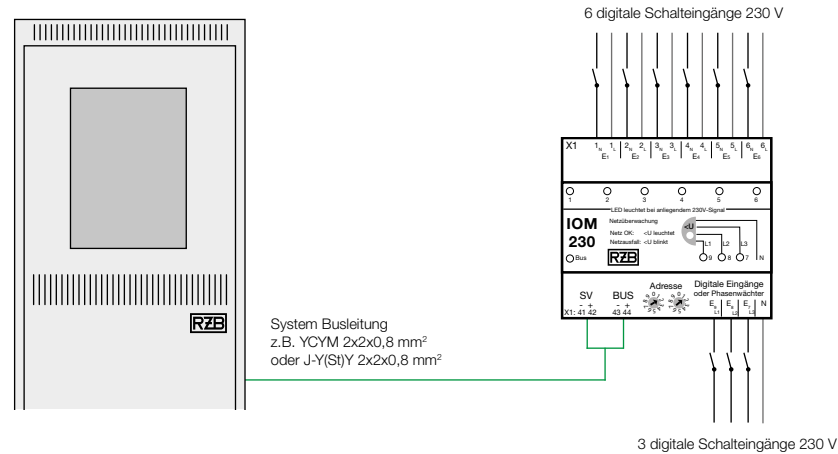 6 digitale Schalteingänge 230 V
X1 1N 1L 2N 2L 3N 3L 4N 4L 5N 5L 6N 6L
E1 E2 E3 E4 E5 E6
1 2 3 4 5 6
LED leuchtet bei anliegendem 230V-Signal
IOM
230
Netzüberwachung
Netz OK: <U leuchtet
Netzausfall: <U blinkt
<U
L1 L2 L3
Bus
RZB
9 8 7 N
SV BUS Adresse
- + - +
X1: 41 42 43 44
Digitale Eingänge
oder Phasenwächter
E9 E8 E7 N
L1 L2 L3
RZB
System Busleitung
z.B. YCYM 2x2x0,8 mm²
oder J-Y(St)Y 2x2x0,8 mm²
3 digitale Schalteingänge 230 V